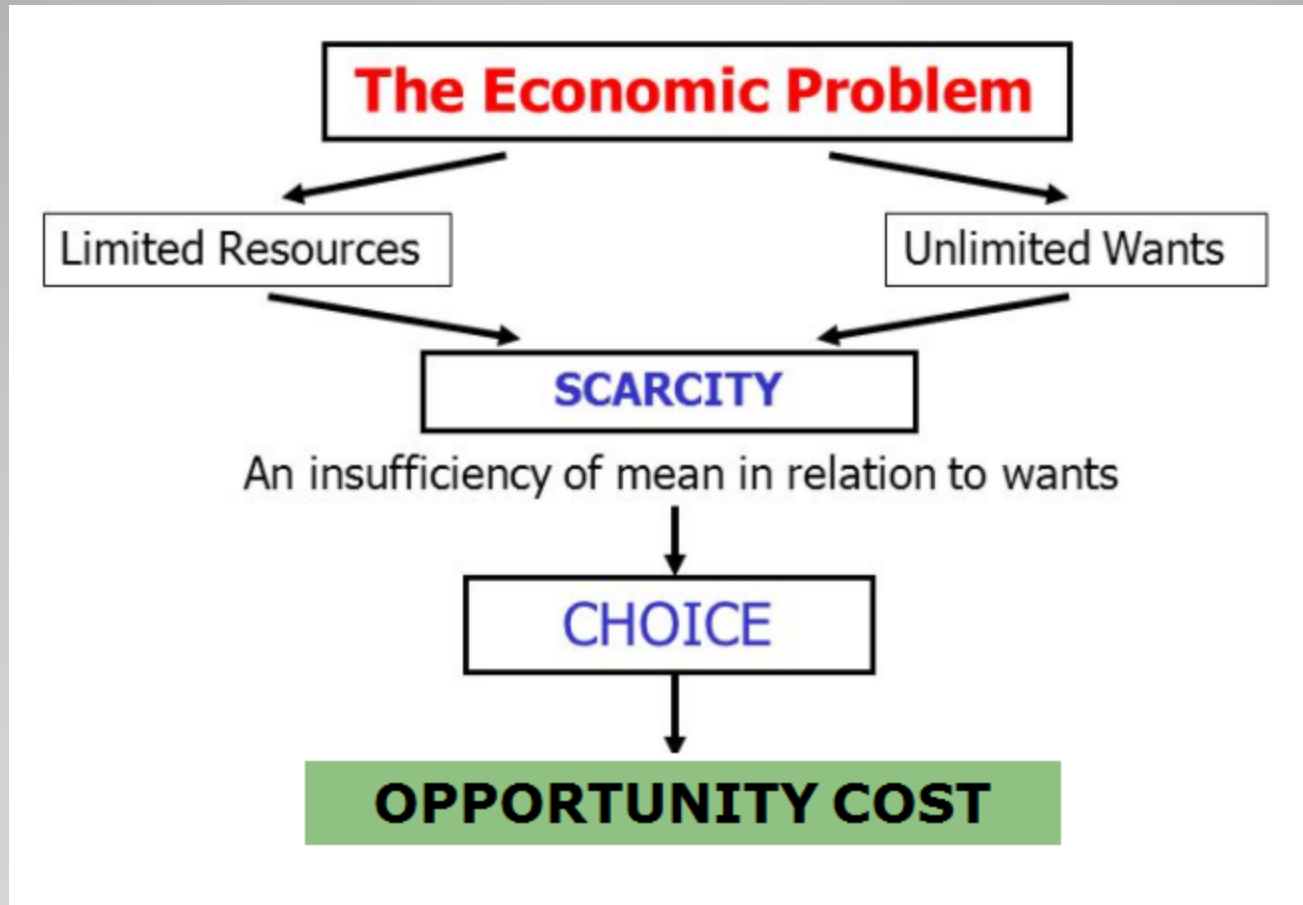 The Economic Problem
Limited Resources
Unlimited Wants
SCARCITY
An insufficiency of mean in relation to wants
CHOICE
OPPORTUNITY COST